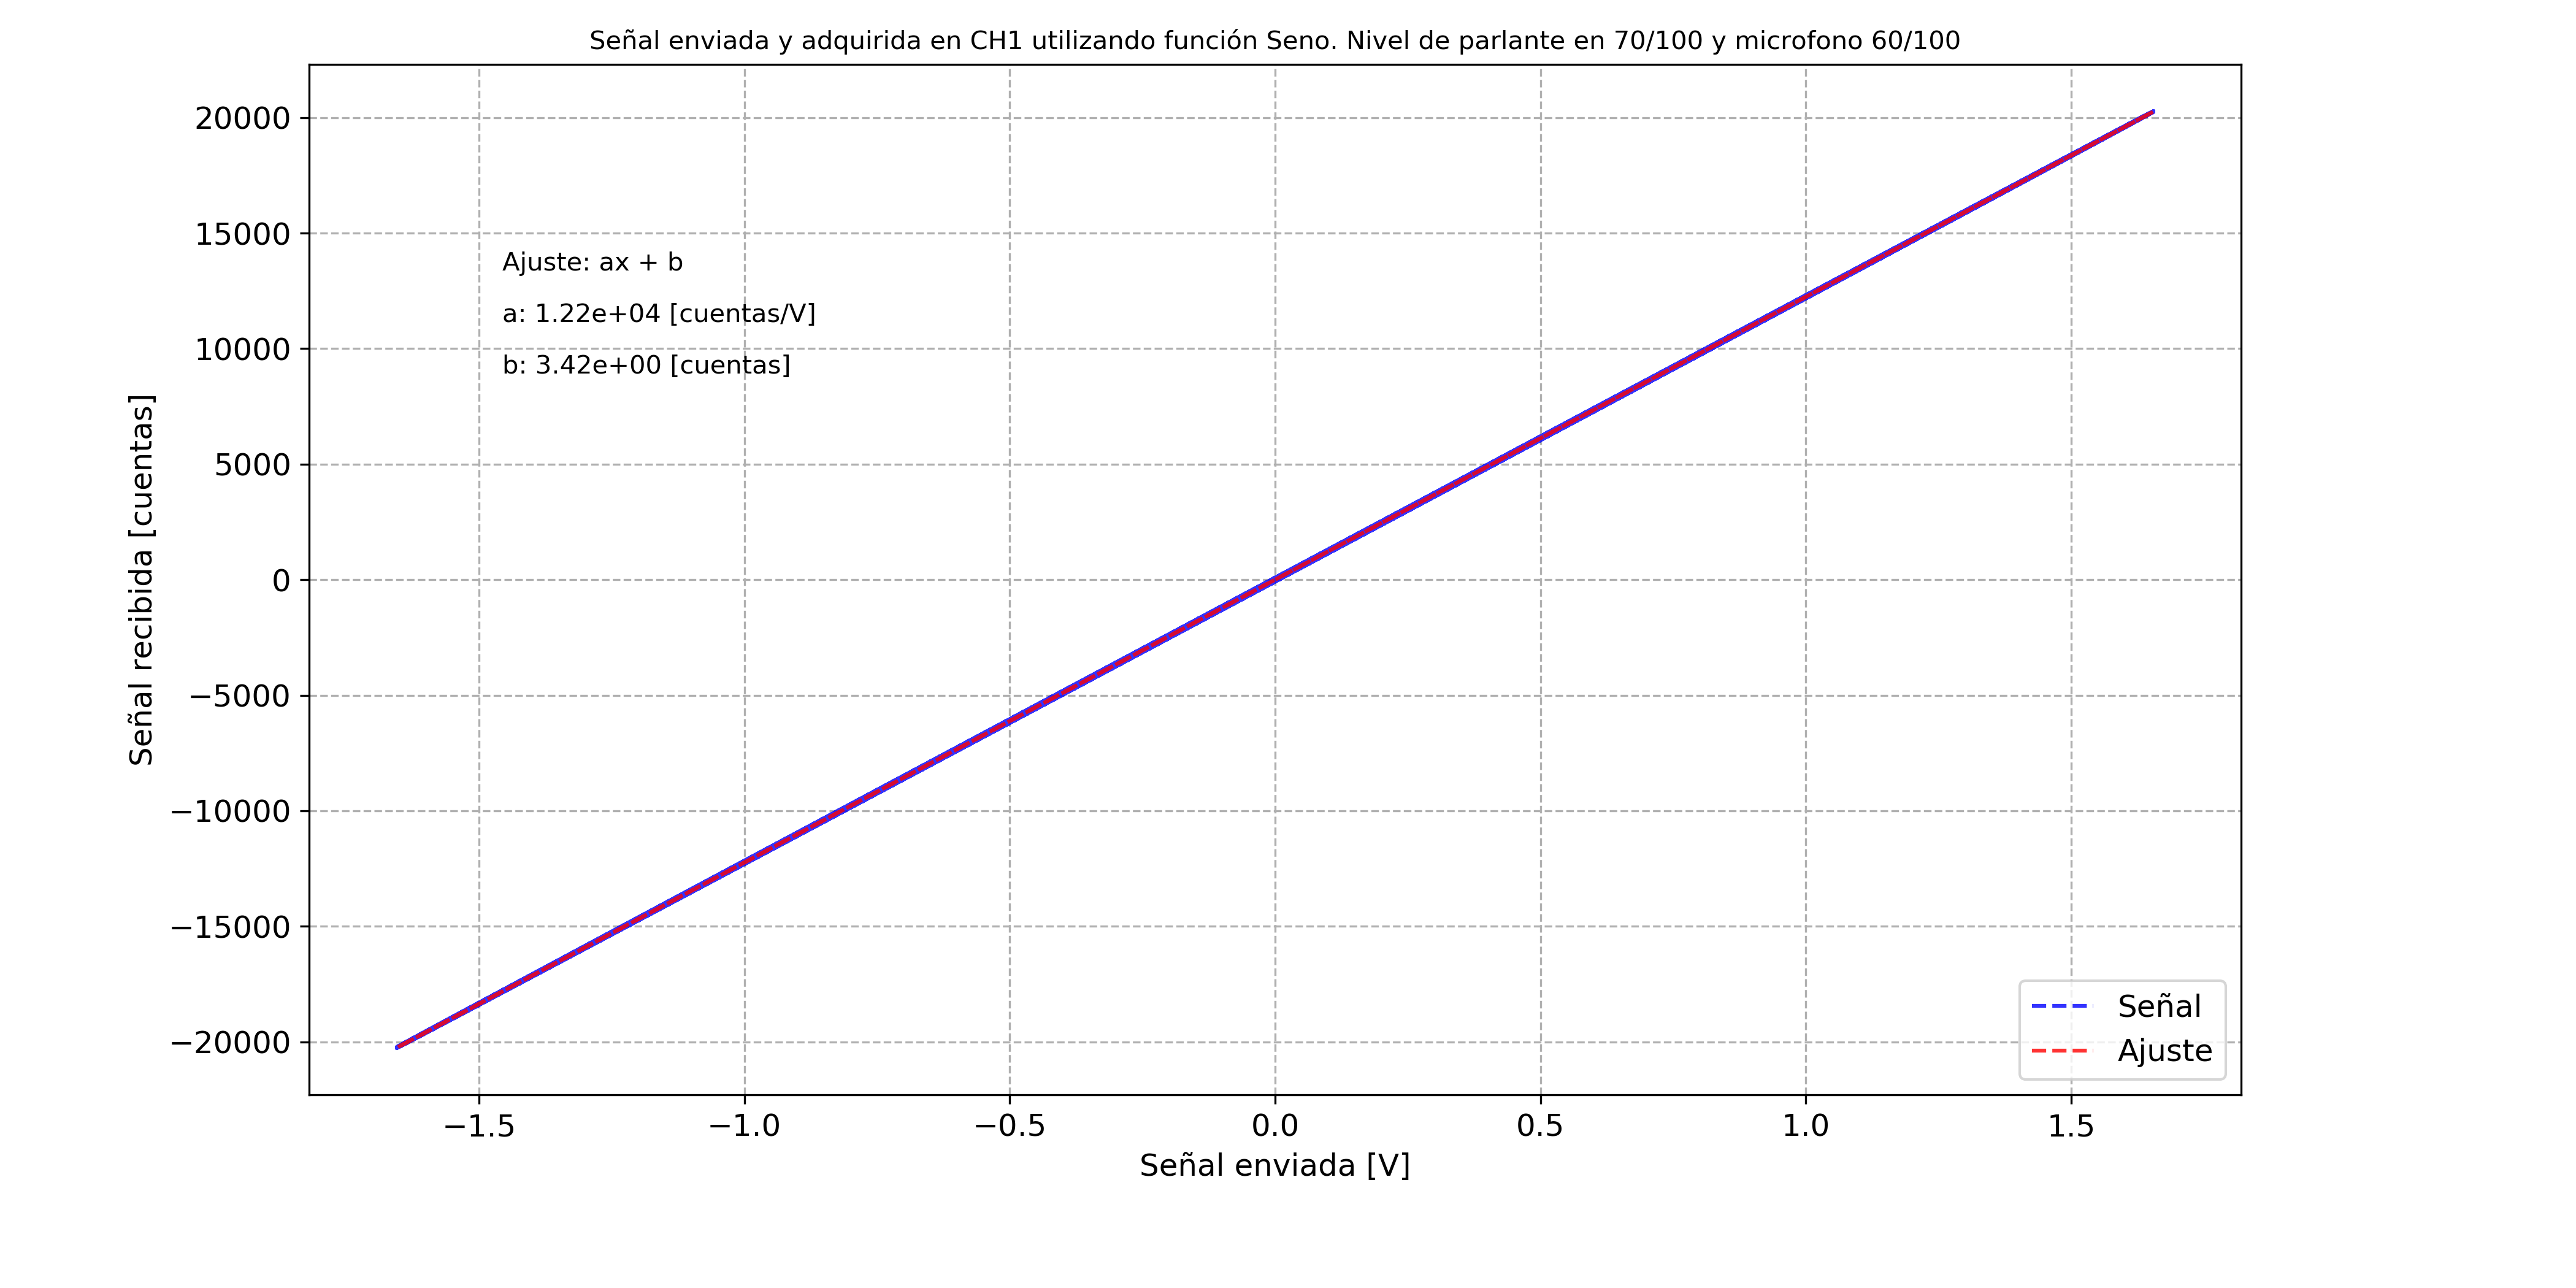 Señal enviada y adquirida en CH1 utilizando función Seno. Nivel de parlante en 70/100 y microfono 60/100
20000
15000
10000
5000
0
−5000
−10000
−15000
−20000
Señal recibida [cuentas]
Ajuste: ax + b
a: 1.22e+04 [cuentas/V]
b: 3.42e+00 [cuentas]
Señal
Ajuste
−1.5 −1.0 −0.5 0.0 0.5 1.0 1.5
Señal enviada [V]